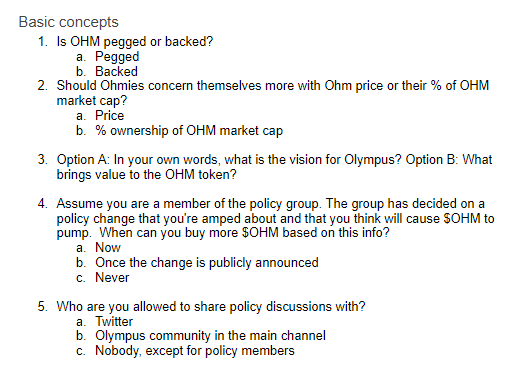 Basic concepts
1. Is OHM pegged or backed?
a. Pegged
b. Backed
2. Should Ohmies concern themselves more with Ohm price or their % of OHM
market cap?
a. Price
b. % ownership of OHM market cap
3. Option A: In your own words, what is the vision for Olympus? Option B: What
brings value to the OHM token?
4. Assume you are a member of the policy group. The group has decided on a
policy change that you're amped about and that you think will cause $OHM to
pump.  When can you buy more $OHM based on this info?
a. Now
b. Once the change is publicly announced
c. Never
5. Who are you allowed to share policy discussions with?
a. Twitter
b. Olympus community in the main channel
c. Nobody, except for policy members